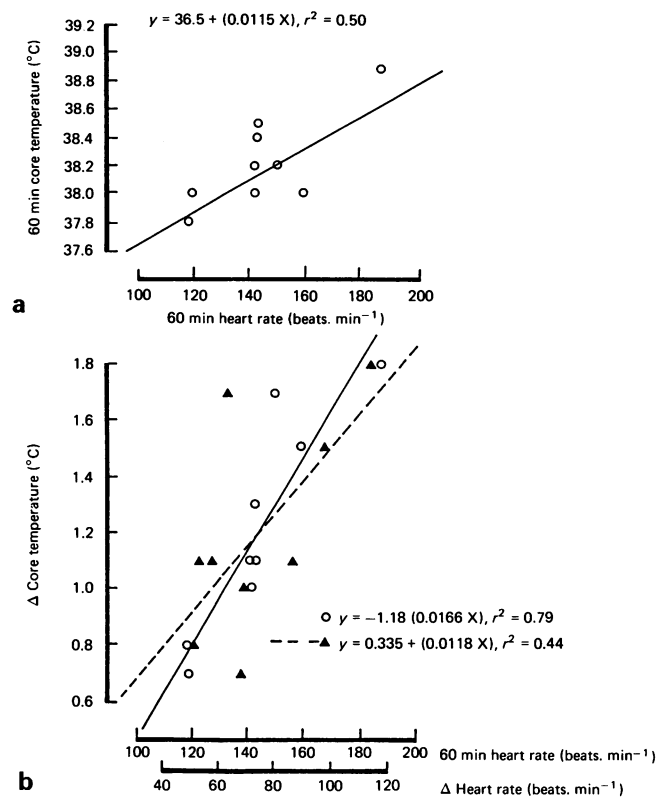 y = 36.5 + (0.0115 X), r² = 0.50
39.2
39.0
38.8
38.6
38.4
38.2
38.0
37.8
37.6
60 min core temperature (°C)
100 120 140 160 180 200
60 min heart rate (beats. min⁻¹)
a
1.8
1.6
1.4
1.2
1.0
0.8
0.6
Δ Core temperature (°C)
y = −1.18 (0.0166 X), r² = 0.79
y = 0.335 + (0.0118 X), r² = 0.44
100 120 140 160 180 200 60 min heart rate (beats. min⁻¹)
40 60 80 100 120 Δ Heart rate (beats. min⁻¹)
b